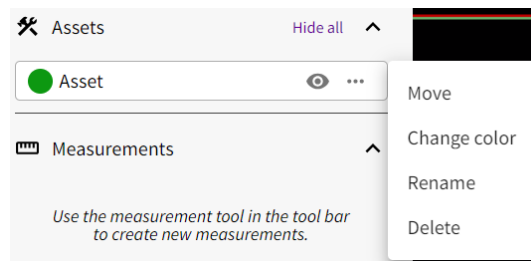 Assets
Hide all
Asset
Move
Change color
Measurements
Rename
Use the measurement tool in the tool bar
to create new measurements.
Delete